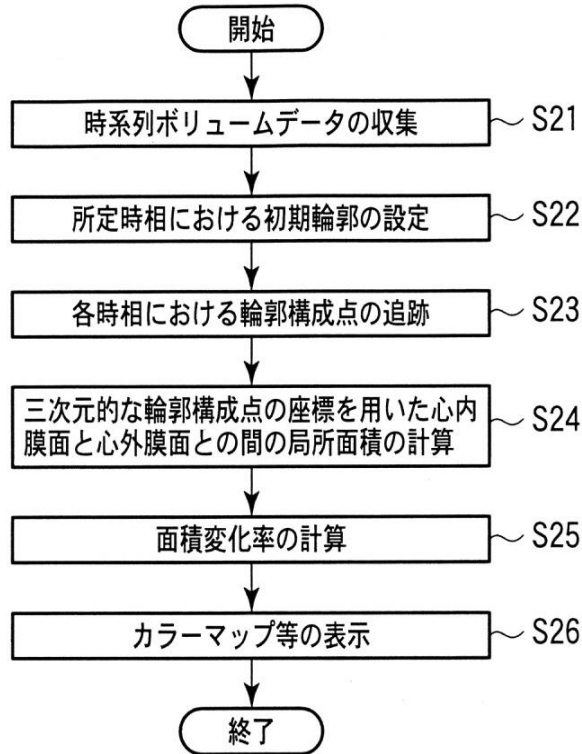 開始
時系列ボリュームデータの収集
S21
所定時相における初期輪郭の設定
S22
各時相における輪郭構成点の追跡
S23
三次元的な輪郭構成点の座標を用いた心内
膜面と心外膜面との間の局所面積の計算
S24
面積変化率の計算
S25
カラーマップ等の表示
S26
終了